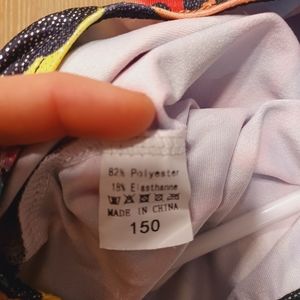 82% Polyester
18% Elasthanne
MADE IN CHINA
150